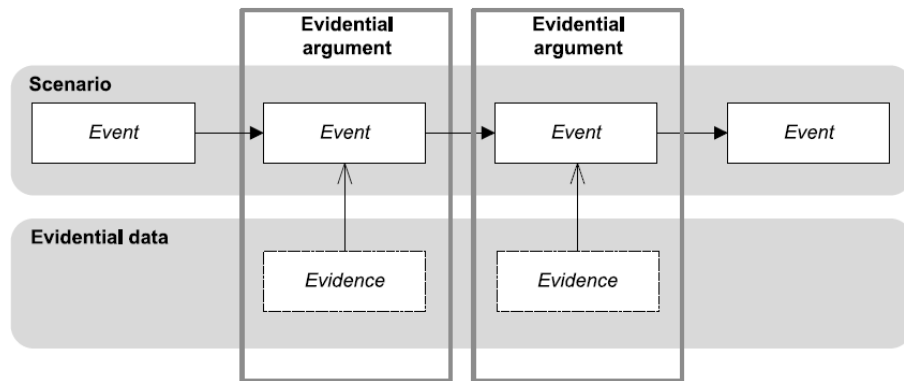 Evidential
argument
Evidential
argument
Scenario
Event
Event
Event
Event
Evidential data
Evidence
Evidence